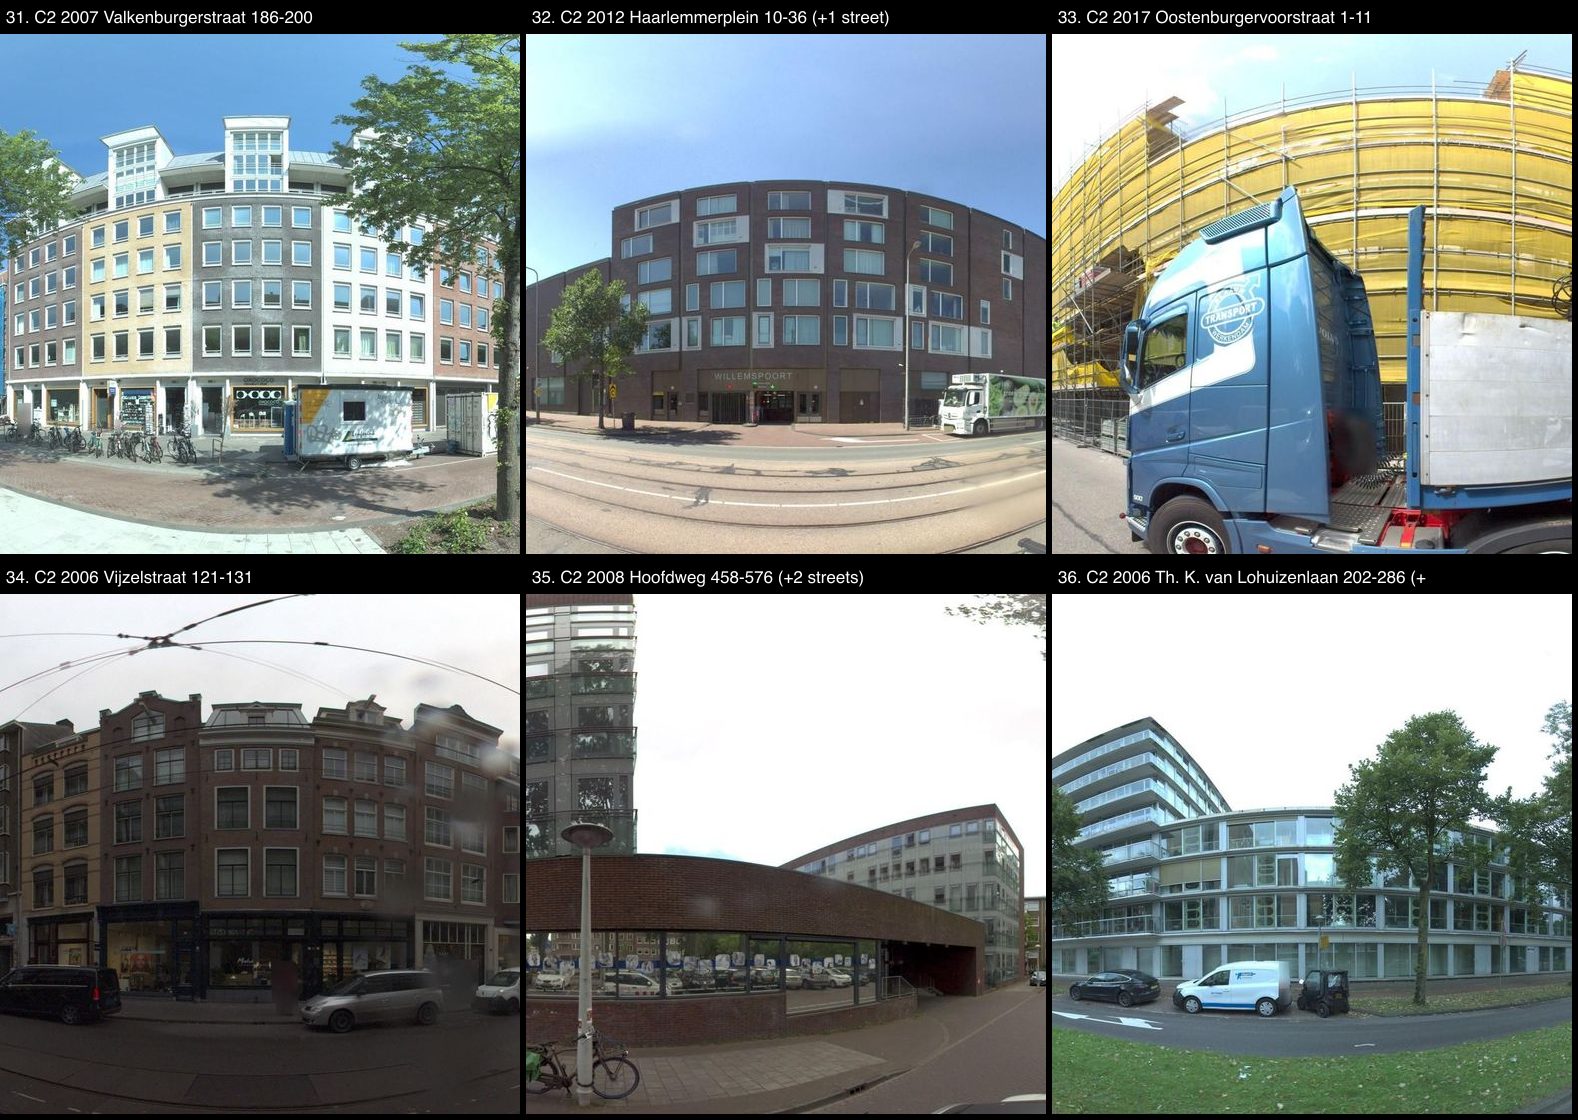 31. C2 2007 Valkenburgerstraat 186-200
32. C2 2012 Haarlemmerplein 10-36 (+1 street)
33. C2 2017 Oostenburgervoorstraat 1-11
WILLEMSPOORT
TRANSPORT
34. C2 2006 Vijzelstraat 121-131
35. C2 2008 Hoofdweg 458-576 (+2 streets)
36. C2 2006 Th. K. van Lohuizenlaan 202-286 (+